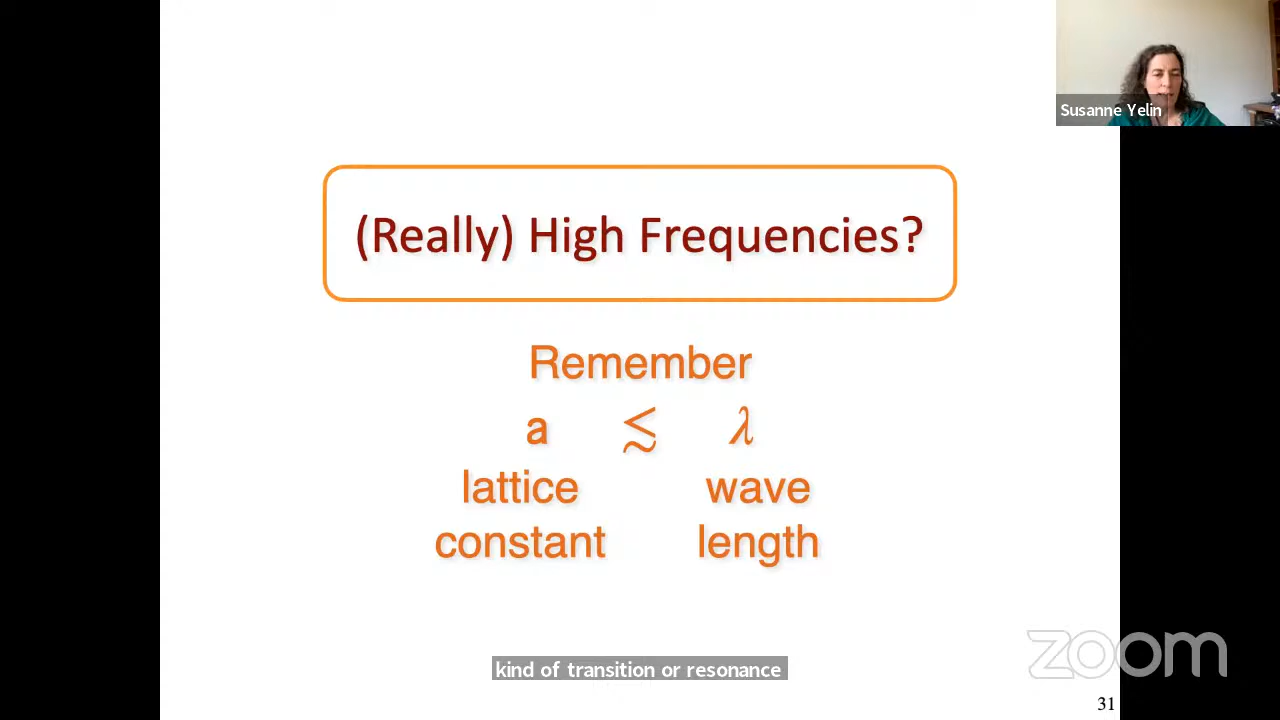 Susanne Yelin
(Really) High Frequencies?
Remember
a ≲ λ
lattice wave
constant length
kind of transition or resonance
zoom
31